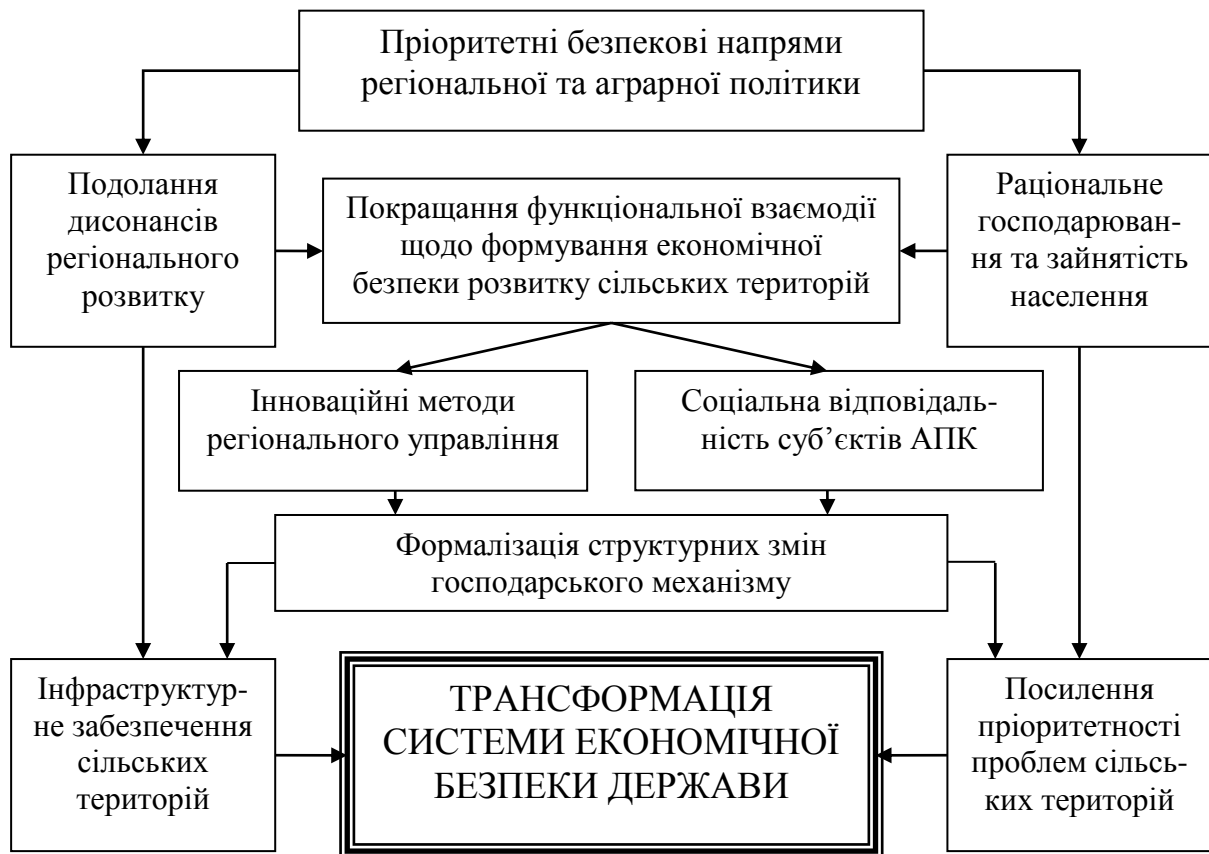 Пріоритетні безпекові напрями
регіональної та аграрної політики
Подолання
дисонансів
регіонального
розвитку
Покращання функціональної взаємодії
щодо формування економічної
безпеки розвитку сільських територій
Раціональне
господарюван-
ня та зайнятість
населення
Інноваційні методи
регіонального управління
Соціальна відповідаль-
ність суб’єктів АПК
Формалізація структурних змін
господарського механізму
Інфраструктур-
не забезпечення
сільських
територій
ТРАНСФОРМАЦІЯ
СИСТЕМИ ЕКОНОМІЧНОЇ
БЕЗПЕКИ ДЕРЖАВИ
Посилення
пріоритетності
проблем сільсь-
ких територій